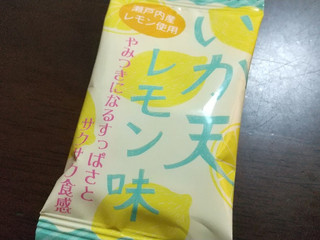 瀬戸内産
レモン使用
いか天
レモン味
やみつきになるすっぱさと
サクサク食感